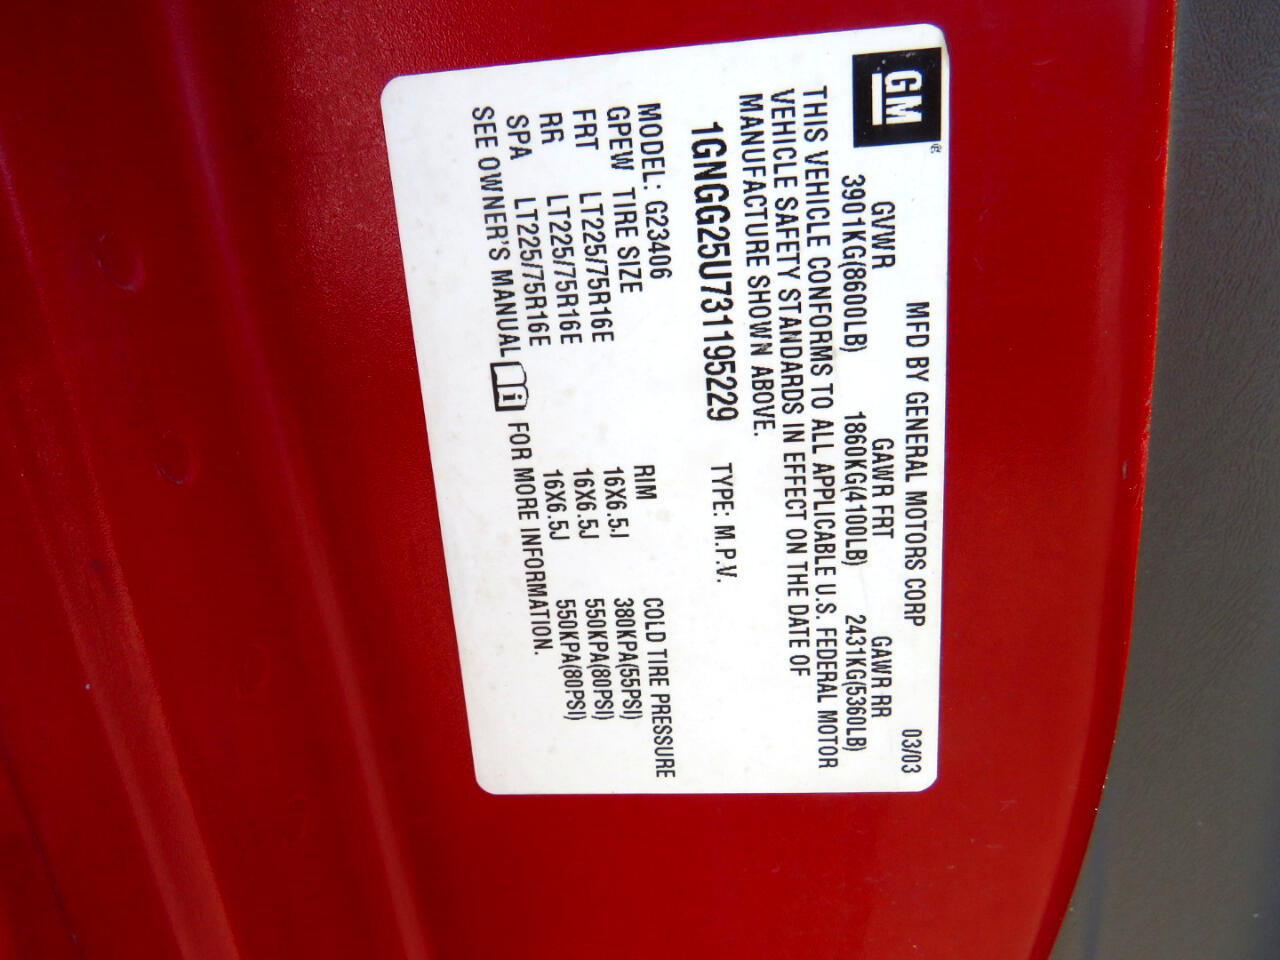 GM
MFD BY GENERAL MOTORS CORP 03/03
GVWR GAWR FRT GAWR RR
3901KG(8600LB) 1860KG(4100LB) 2431KG(5360LB)
THIS VEHICLE CONFORMS TO ALL APPLICABLE U.S. FEDERAL MOTOR
VEHICLE SAFETY STANDARDS IN EFFECT ON THE DATE OF
MANUFACTURE SHOWN ABOVE.
1GNGG25U731195229 TYPE: M.P.V.
MODEL: G23406
GPEW TIRE SIZE RIM COLD TIRE PRESSURE
FRT LT225/75R16E 16X6.5J 380KPA(55PSI)
RR LT225/75R16E 16X6.5J 550KPA(80PSI)
SPA LT225/75R16E 16X6.5J 550KPA(80PSI)
SEE OWNER'S MANUAL FOR MORE INFORMATION.